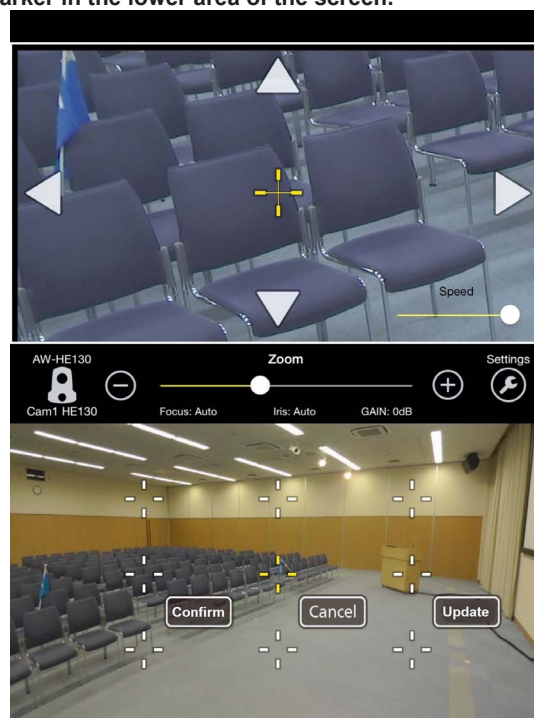 arker in the lower area of the screen.
Speed
AW-HE130
Zoom
Settings
Cam1 HE130
Focus: Auto
Iris: Auto
GAIN: 0dB
Confirm
Cancel
Update